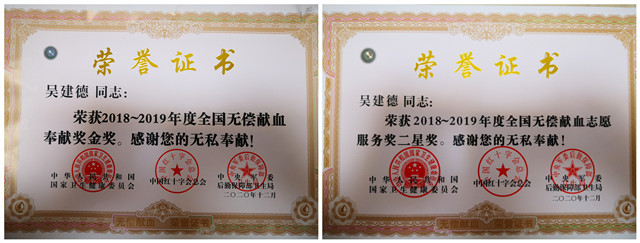 荣誉证书
吴建德 同志:
荣获2018~2019年度全国无偿献血
奉献奖金奖。感谢您的无私奉献!
中华人民共和国
国家卫生健康委员会
中国红十字会总会
中央军委
后勤保障部卫生局
二〇二〇年十二月
荣誉证书
吴建德 同志:
荣获2018~2019年度全国无偿献血志愿
服务奖二星奖。感谢您的无私奉献!
中华人民共和国
国家卫生健康委员会
中国红十字会总会
中央军委
后勤保障部卫生局
二〇二〇年十二月